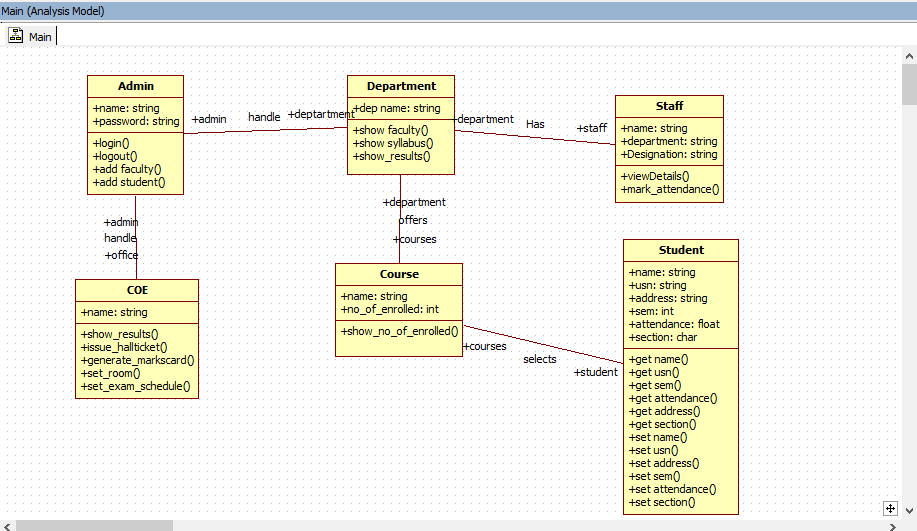 Main (Analysis Model)
Main
Admin
+name: string
+password: string
+login()
+logout()
+add faculty()
+add student()
+admin
handle
+deptartment
Department
+dep name: string
+show faculty()
+show syllabus()
+show_results()
+department
Has
+staff
Staff
+name: string
+department: string
+Designation: string
+viewDetails()
+mark_attendance()
+admin
handle
+office
COE
+name: string
+show_results()
+issue_hallticket()
+generate_markscard()
+set_room()
+set_exam_schedule()
+department
offers
+courses
Course
+name: string
+no_of_enrolled: int
+show_no_of_enrolled()
+courses
selects
+student
Student
+name: string
+usn: string
+address: string
+sem: int
+attendance: float
+section: char
+get name()
+get usn()
+get sem()
+get attendance()
+get address()
+get section()
+set name()
+set usn()
+set address()
+set sem()
+set attendance()
+set section()